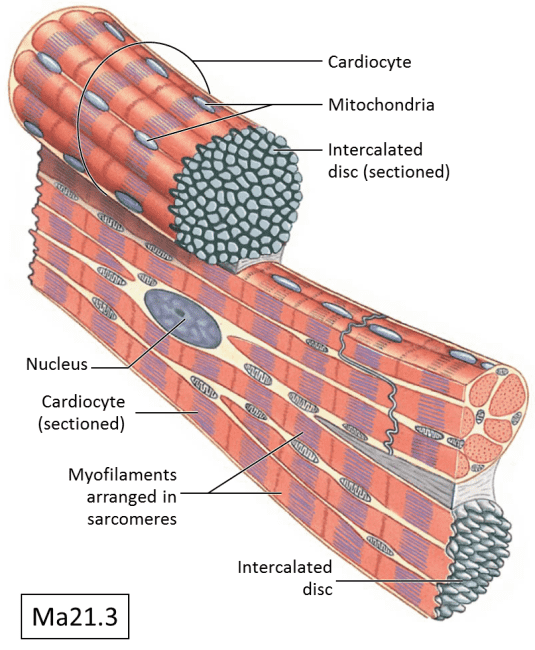 Cardiocyte
Mitochondria
Intercalated
disc (sectioned)
Nucleus
Cardiocyte
(sectioned)
Myofilaments
arranged in
sarcomeres
Intercalated
disc
Ma21.3